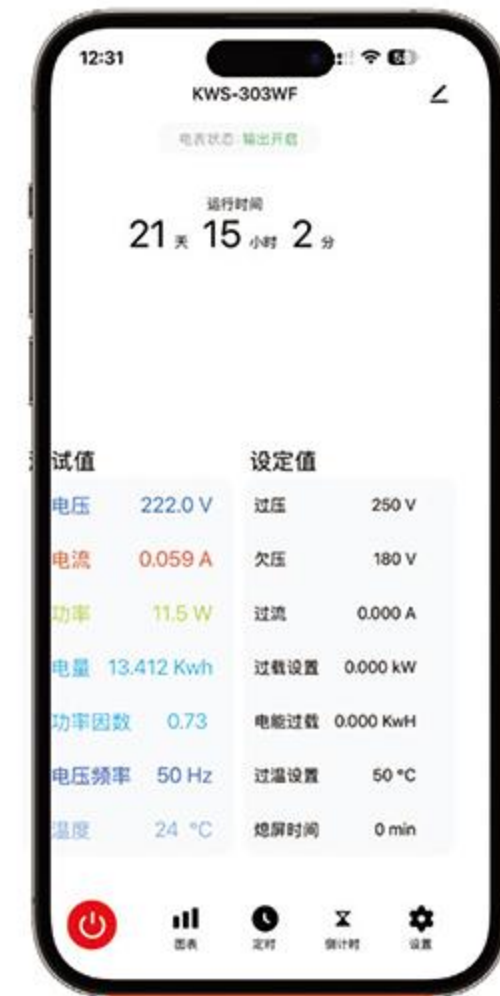 12:31
KWS-303WF
电表状态 输出开启
运行时间
21 天 15 小时 2 分
试值
电压 222.0 V
电流 0.059 A
功率 11.5 W
电量 13.412 Kwh
功率因数 0.73
电压频率 50 Hz
温度 24 °C
设定值
过压 250 V
欠压 180 V
过流 0.000 A
过载设置 0.000 kW
电能过载 0.000 KwH
过温设置 50 °C
熄屏时间 0 min
图表
定时
倒计时
设置